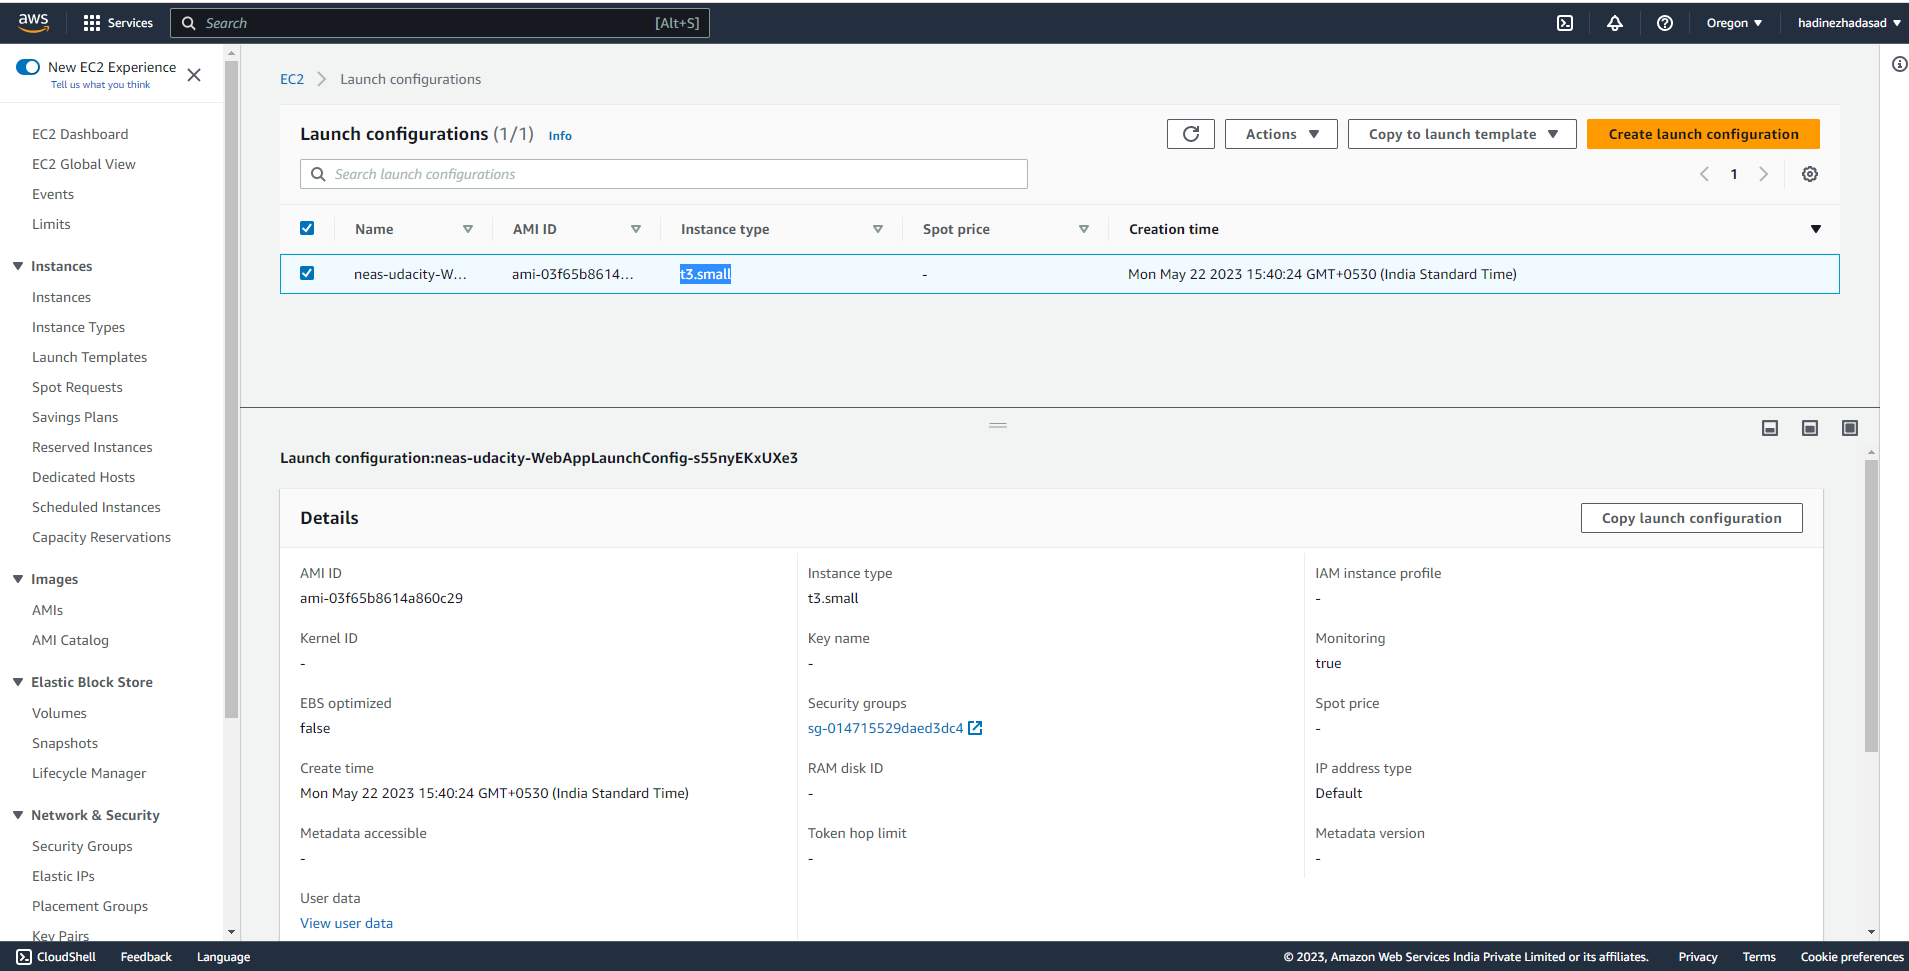 aws Services Search [Alt+S] Oregon hadinezhadasad
New EC2 Experience
Tell us what you think
EC2 Dashboard
EC2 Global View
Events
Limits
Instances
Instances
Instance Types
Launch Templates
Spot Requests
Savings Plans
Reserved Instances
Dedicated Hosts
Scheduled Instances
Capacity Reservations
Images
AMIs
AMI Catalog
Elastic Block Store
Volumes
Snapshots
Lifecycle Manager
Network & Security
Security Groups
Elastic IPs
Placement Groups
Key Pairs
EC2 Launch configurations
Launch configurations (1/1) Info Actions Copy to launch template Create launch configuration
Search launch configurations 1
Name AMI ID Instance type Spot price Creation time
neas-udacity-W... ami-03f65b8614... t3.small - Mon May 22 2023 15:40:24 GMT+0530 (India Standard Time)
Launch configuration:neas-udacity-WebAppLaunchConfig-s55nyEKxUXe3
Details Copy launch configuration
AMI ID Instance type IAM instance profile
ami-03f65b8614a860c29 t3.small -
Kernel ID Key name Monitoring
- - true
EBS optimized Security groups Spot price
false sg-014715529daed3dc4 -
Create time RAM disk ID IP address type
Mon May 22 2023 15:40:24 GMT+0530 (India Standard Time) - Default
Metadata accessible Token hop limit Metadata version
- - -
User data
View user data
CloudShell Feedback Language © 2023, Amazon Web Services India Private Limited or its affiliates. Privacy Terms Cookie preferences